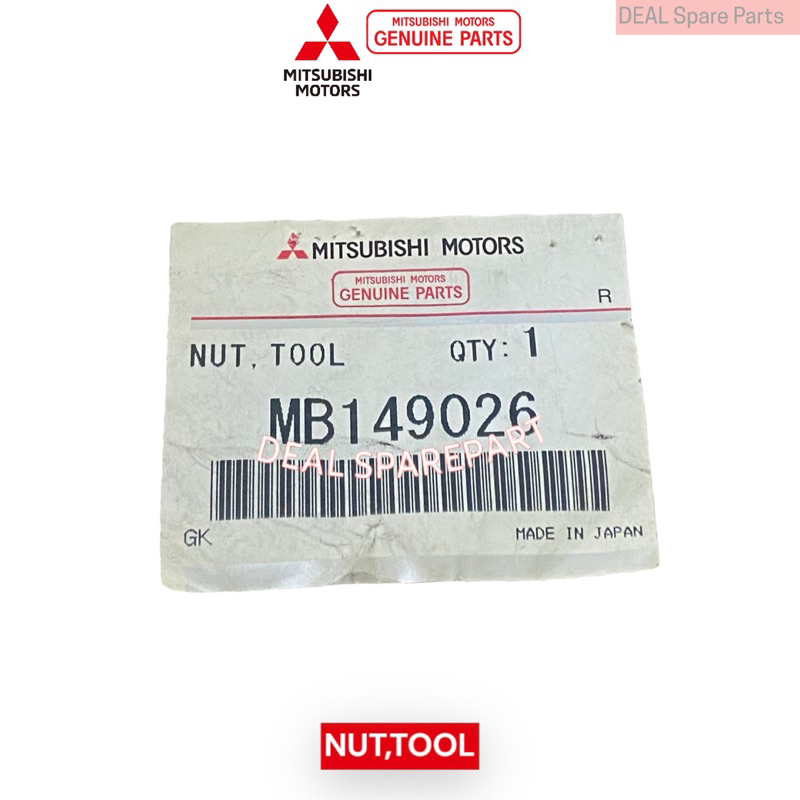 MITSUBISHI MOTORS
GENUINE PARTS
DEAL Spare Parts
MITSUBISHI
MOTORS
MITSUBISHI MOTORS
MITSUBISHI MOTORS
GENUINE PARTS
R
NUT, TOOL QTY: 1
MB149026
DEAL SPAREPART
GK MADE IN JAPAN
NUT,TOOL